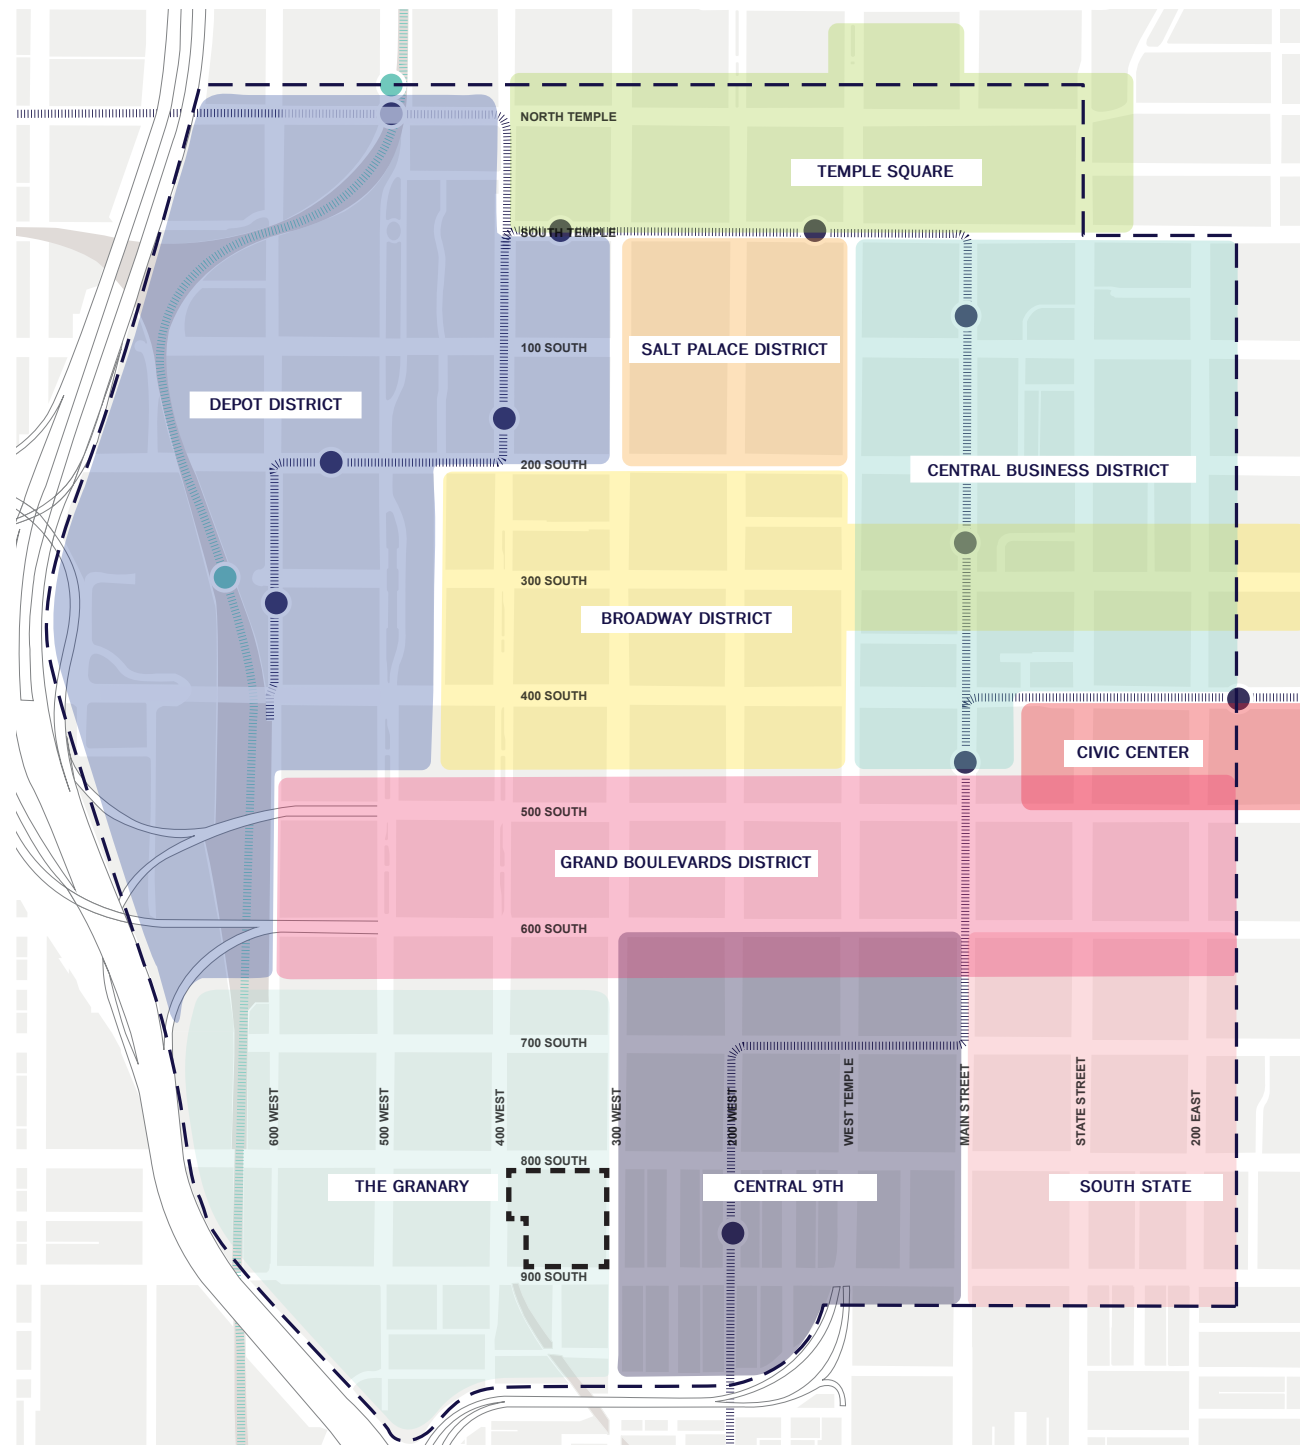 NORTH TEMPLE
TEMPLE SQUARE
SOUTH TEMPLE
100 SOUTH
SALT PALACE DISTRICT
DEPOT DISTRICT
200 SOUTH
CENTRAL BUSINESS DISTRICT
300 SOUTH
BROADWAY DISTRICT
400 SOUTH
CIVIC CENTER
500 SOUTH
GRAND BOULEVARDS DISTRICT
600 SOUTH
700 SOUTH
600 WEST
500 WEST
400 WEST
300 WEST
200 WEST
WEST TEMPLE
MAIN STREET
STATE STREET
200 EAST
800 SOUTH
THE GRANARY
CENTRAL 9TH
SOUTH STATE
900 SOUTH